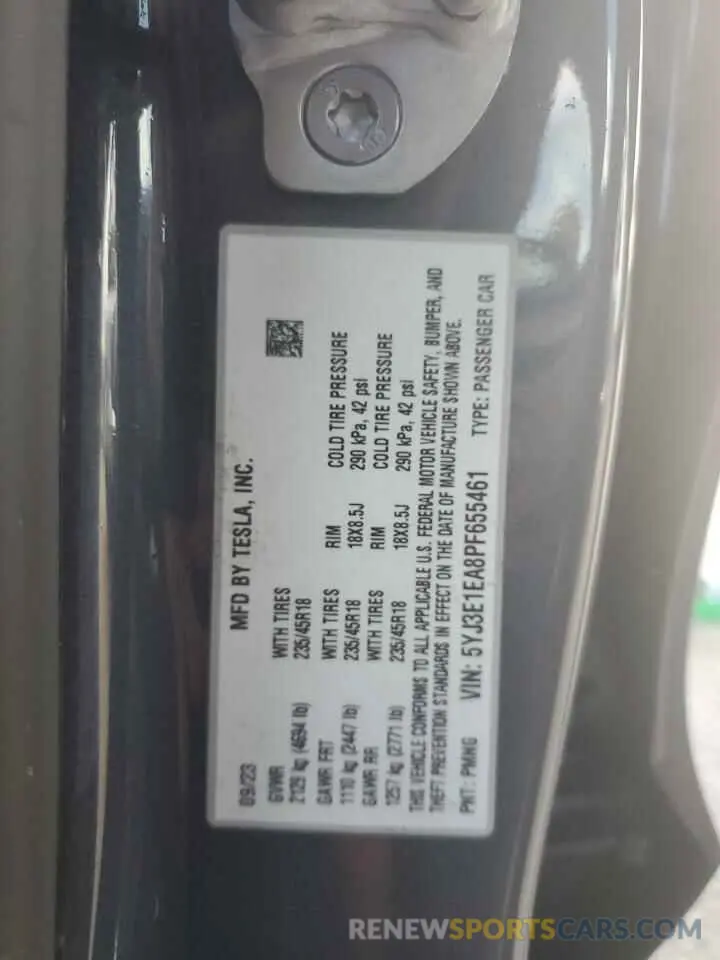 MFD BY TESLA, INC.
09/23
GVWR WITH TIRES
2129 kg (4694 lb) 235/45R18
GAWR FRT WITH TIRES RIM COLD TIRE PRESSURE
1110 kg (2447 lb) 235/45R18 18X8.5J 290 kPa, 42 psi
GAWR RR WITH TIRES RIM COLD TIRE PRESSURE
1257 kg (2771 lb) 235/45R18 18X8.5J 290 kPa, 42 psi
THIS VEHICLE CONFORMS TO ALL APPLICABLE U.S. FEDERAL MOTOR VEHICLE SAFETY, BUMPER, AND
THEFT PREVENTION STANDARDS IN EFFECT ON THE DATE OF MANUFACTURE SHOWN ABOVE.
PNT: PMNG VIN: 5YJ3E1EA8PF655461 TYPE: PASSENGER CAR
RENEWSPORTSCARS.COM